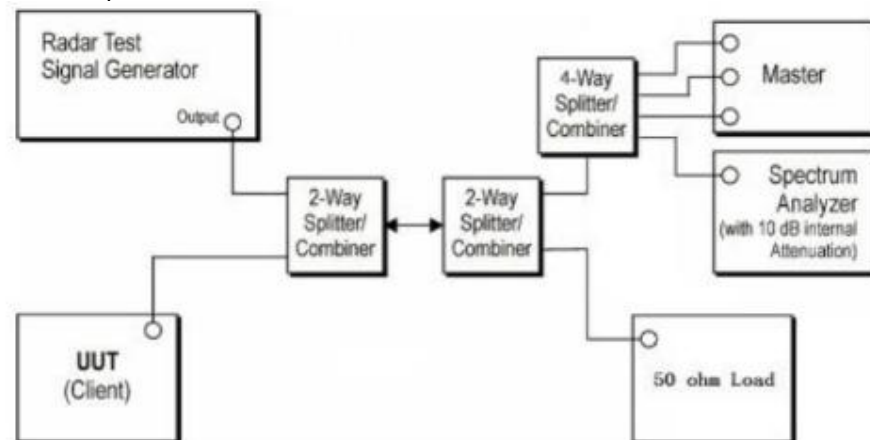 Radar Test
Signal Generator
Output
4-Way
Splitter/
Combiner
Master
Spectrum
Analyzer
(with 10 dB internal
Attenuation)
2-Way
Splitter/
Combiner
2-Way
Splitter/
Combiner
UUT
(Client)
50 ohm Load